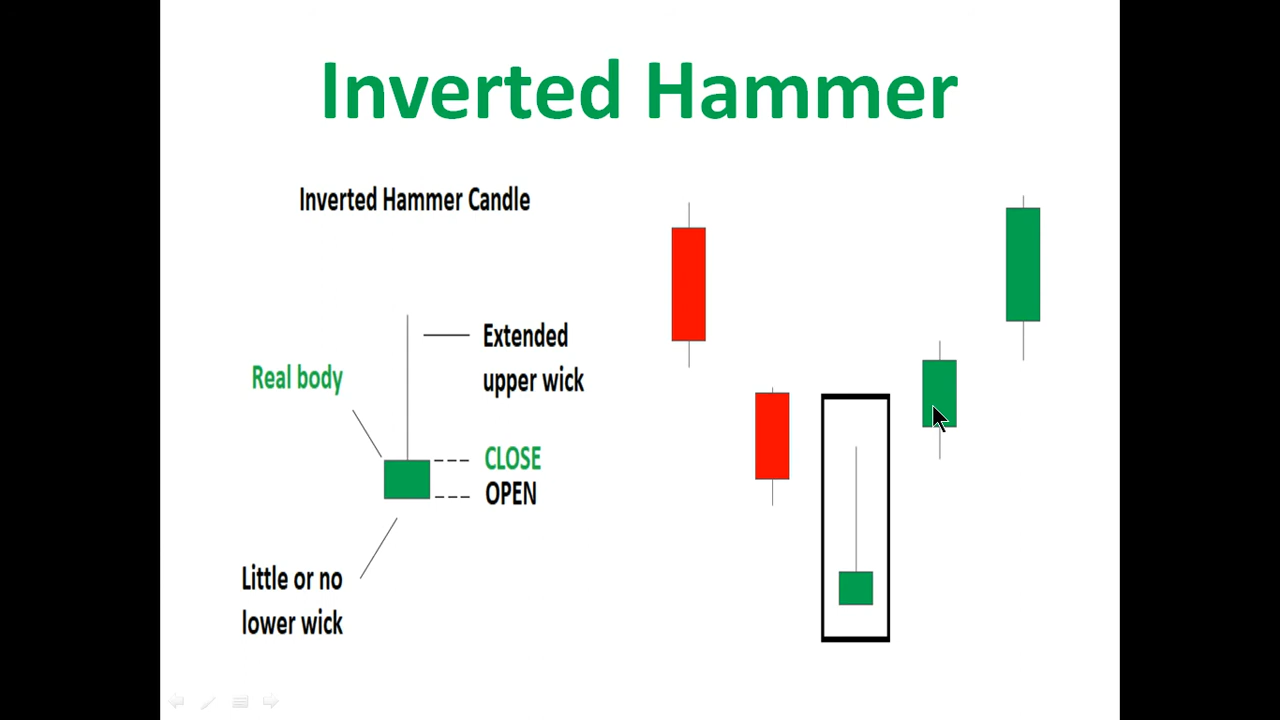 Inverted Hammer
Inverted Hammer Candle
Extended
upper wick
Real body
CLOSE
OPEN
Little or no
lower wick